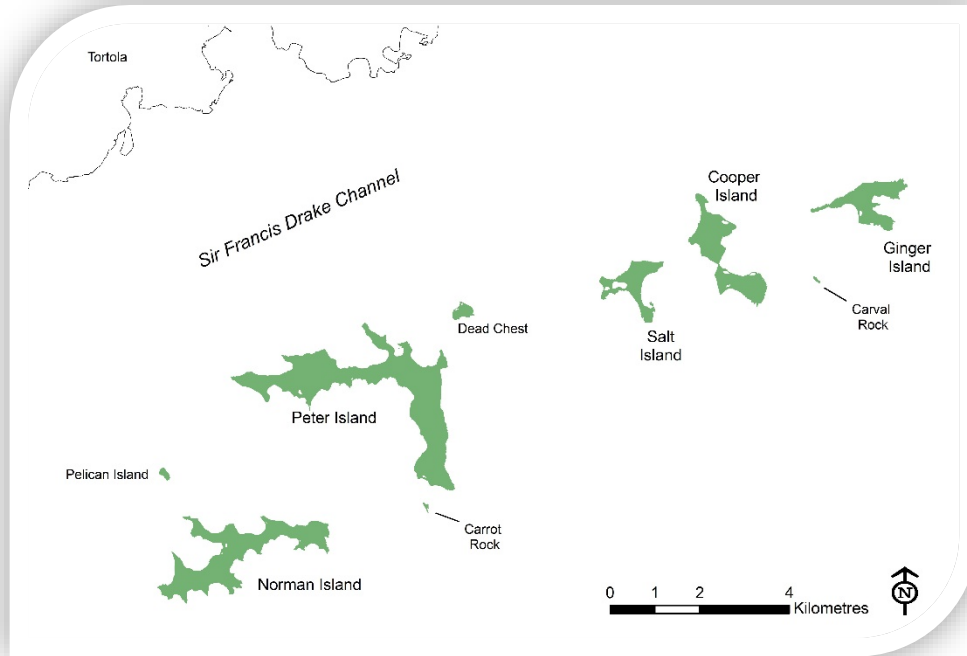 Tortola
Sir Francis Drake Channel
Cooper
Island
Ginger
Island
Carval
Rock
Salt
Island
Dead Chest
Peter Island
Pelican Island
Carrot
Rock
Norman Island
0 1 2 4
Kilometres
N